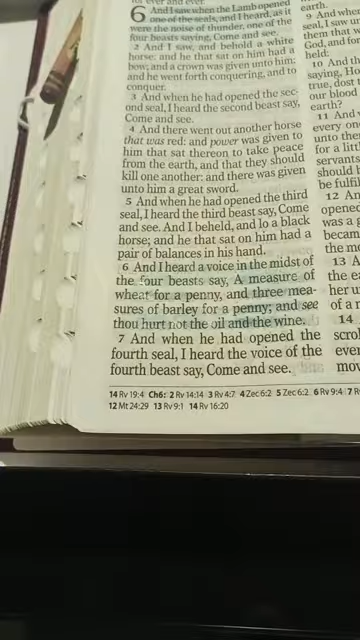 for ever and ever.
6 And I saw when the Lamb opened
one of the seals, and I heard, as it
were the noise of thunder, one of the
four beasts saying, Come and see.
2 And I saw, and behold a white
horse: and he that sat on him had a
bow; and a crown was given unto him:
and he went forth conquering, and to
conquer.
3 And when he had opened the sec-
ond seal, I heard the second beast say,
Come and see.
4 And there went out another horse
that was red: and power was given to
him that sat thereon to take peace
from the earth, and that they should
kill one another: and there was given
unto him a great sword.
5 And when he had opened the third
seal, I heard the third beast say, Come
and see. And I beheld, and lo a black
horse; and he that sat on him had a
pair of balances in his hand.
6 And I heard a voice in the midst of
the four beasts say, A measure of
wheat for a penny, and three mea-
sures of barley for a penny; and see
thou hurt not the oil and the wine.
7 And when he had opened the
fourth seal, I heard the voice of the
fourth beast say, Come and see.
earth.
9 And when
seal, I saw
them that w
God, and for
held:
10 And th
saying, Ho
true, dost
our blood
earth?
11 And
every on
unto the
for a littl
servants
should b
be fulfil
12 An
opened
was a g
becam
the mo
13 A
the ea
her u
of a r
14
scrol
ever
mov
14 Rv 19:4 Ch6: 2 Rv 14:14 3 Rv 4:7 4 Zec 6:2 5 Zec 6:2 6 Rv 9:4 7 R
12 Mt 24:29 13 Rv 9:1 14 Rv 16:20